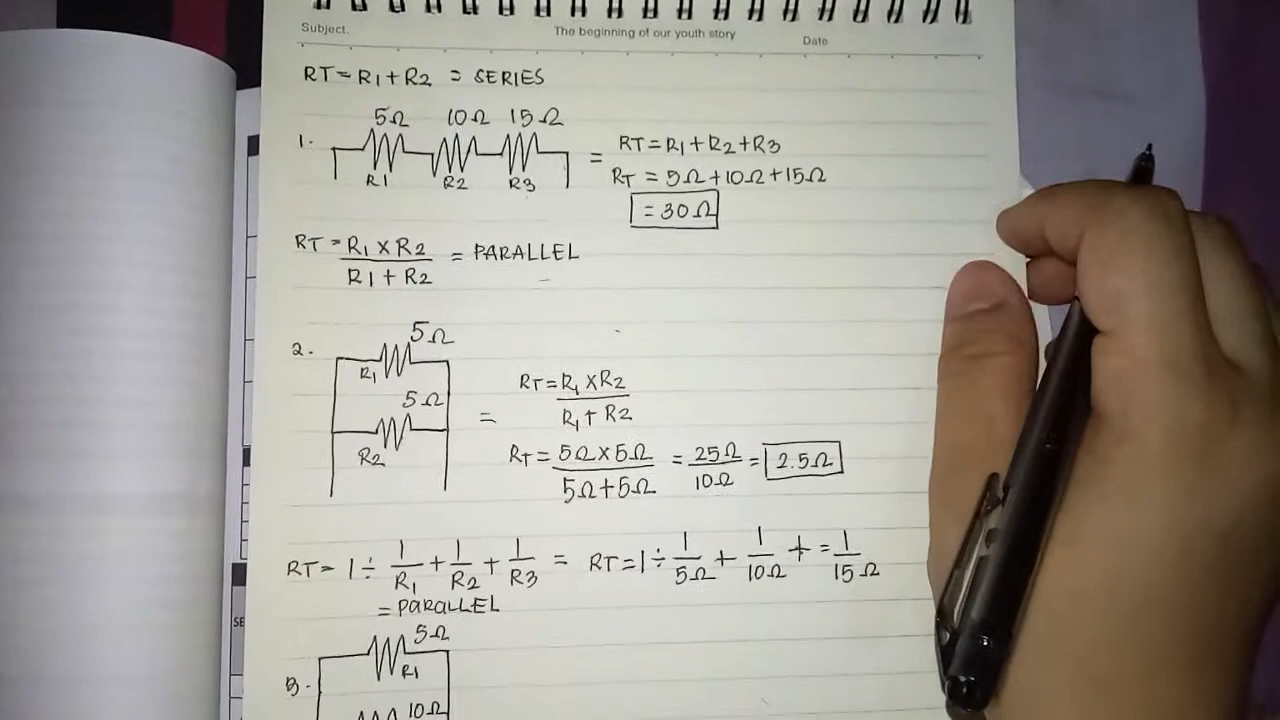 Subject.
The beginning of our youth story
Date
RT = R1 + R2 = SERIES
5Ω 10Ω 15Ω
1.
R1 R2 R3
= RT = R1 + R2 + R3
RT = 5Ω + 10Ω + 15Ω
= 30Ω
RT = R1 X R2 = PARALLEL
R1 + R2
2.
5Ω
R1
5Ω
R2
= RT = R1 X R2
R1 + R2
RT = 5Ω X 5Ω = 25Ω = 2.5Ω
5Ω + 5Ω 10Ω
RT = 1 ÷ 1/R1 + 1/R2 + 1/R3 = RT = 1 ÷ 1/5Ω + 1/10Ω + = 1/15Ω
= PARALLEL
5Ω
R1
3.
10Ω
SE